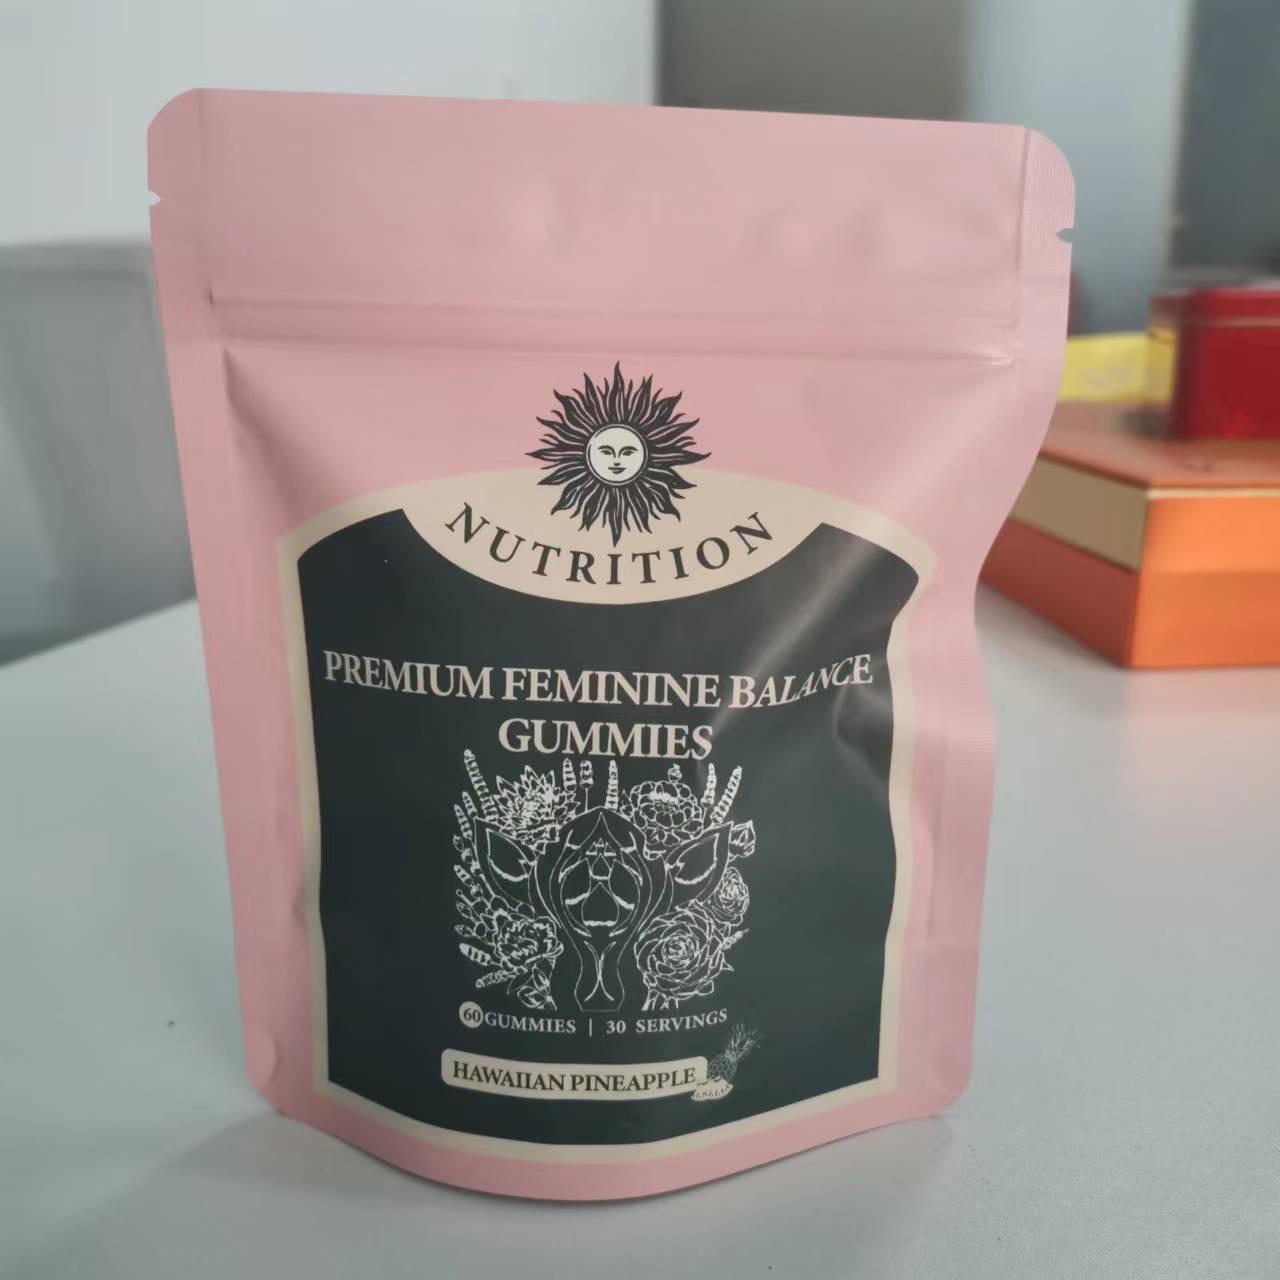 NUTRITION
PREMIUM FEMININE BALANCE
GUMMIES
60 GUMMIES | 30 SERVINGS
HAWAIIAN PINEAPPLE